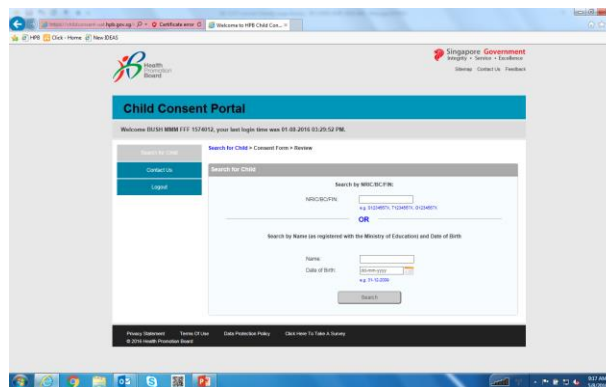 Certificate error
Welcome to HPB Child Con...
HPB
Click - Home
New IDEAS
Health
Promotion
Board
Singapore Government
Integrity • Service • Excellence
Sitemap Contact Us Feedback
Child Consent Portal
Welcome BUSH MMM FFF 1574012, your last login time was 01-08-2016 03:29:52 PM.
Search for Child
Contact Us
Logout
Search for Child > Consent Form > Review
Search for Child
Search by NRIC/BC/FIN:
NRIC/BC/FIN:
OR
Search by Name (as registered with the Ministry of Education) and Date of Birth
Name:
Date of Birth:
dd-mm-yyyy
Search
Privacy Statement Terms Of Use Data Protection Policy Click Here To Take A Survey
© 2016 Health Promotion Board
9:17 AM